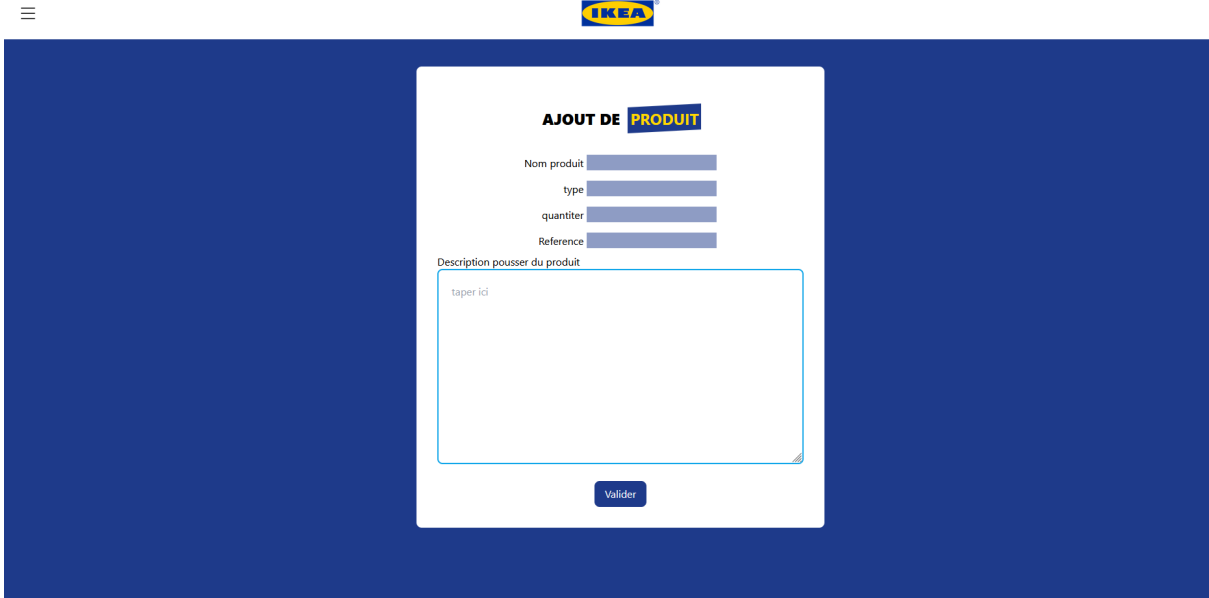 IKEA
AJOUT DE PRODUIT
Nom produit
type
quantiter
Reference
Description pousser du produit
taper ici
Valider